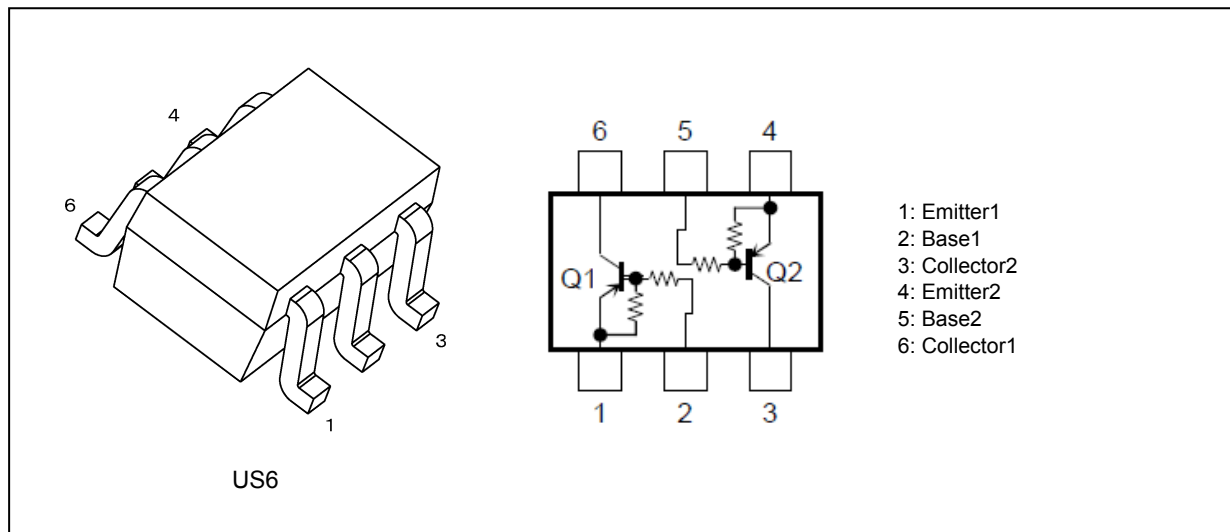 4
6
3
1
US6
6 5 4
Q1
Q2
1 2 3
1: Emitter1
2: Base1
3: Collector2
4: Emitter2
5: Base2
6: Collector1